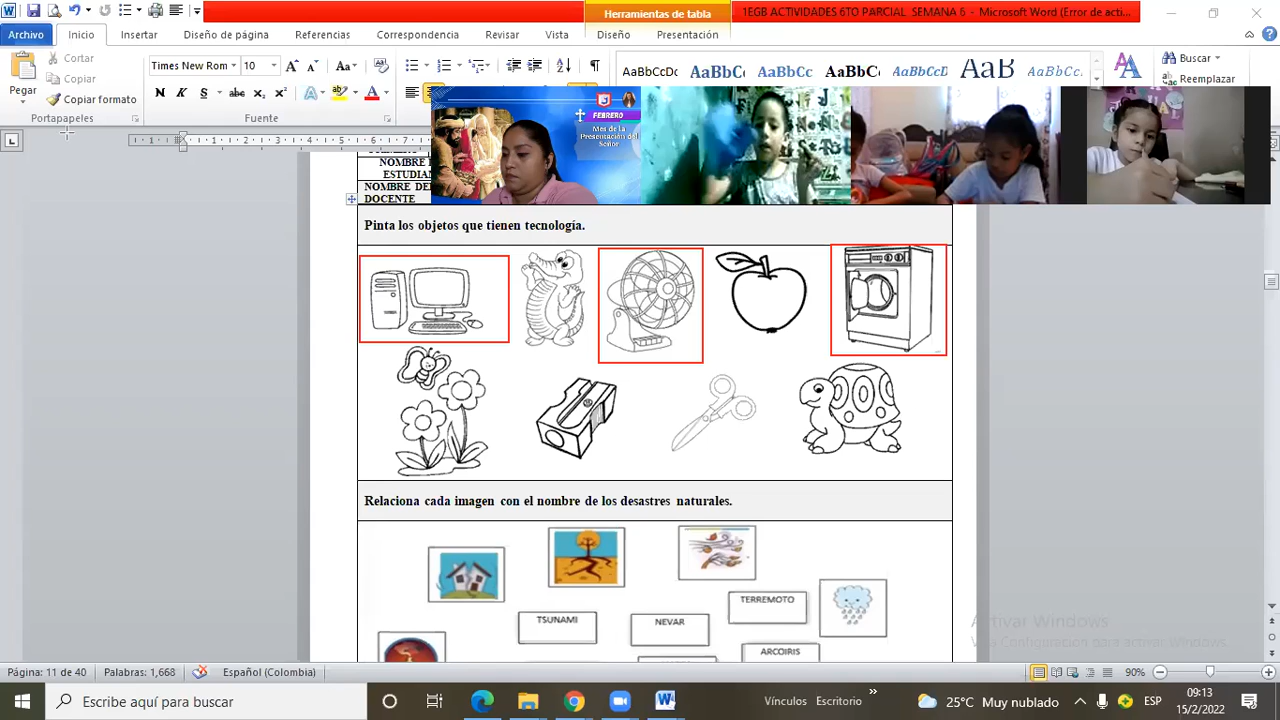 Herramientas de tabla
1EGB ACTIVIDADES 6TO PARCIAL SEMANA 6 - Microsoft Word (Error de acti...
Archivo
Inicio
Insertar
Diseño de página
Referencias
Correspondencia
Revisar
Vista
Diseño
Presentación
Cortar
Copiar
Copiar formato
Pegar
Portapapeles
Times New Rom
10
Fuente
AaBbCcDc
AaBbCc
AaBbCc
AaBbCc
AaBbCcD
AaB
AaBbCc
Buscar
Reemplazar
FEBRERO
Mes de la
Presentación del
Señor
ESTUDIAN
NOMBRE DEL
DOCENTE
Pinta los objetos que tienen tecnología.
Relaciona cada imagen con el nombre de los desastres naturales.
TERREMOTO
TSUNAMI
NEVAR
ARCOIRIS
Activar Windows
Ve a Configuración para activar Windows.
Página: 11 de 40
Palabras: 1,668
Español (Colombia)
90%
Escribe aquí para buscar
Vínculos
Escritorio
25°C Muy nublado
ESP
09:13
15/2/2022